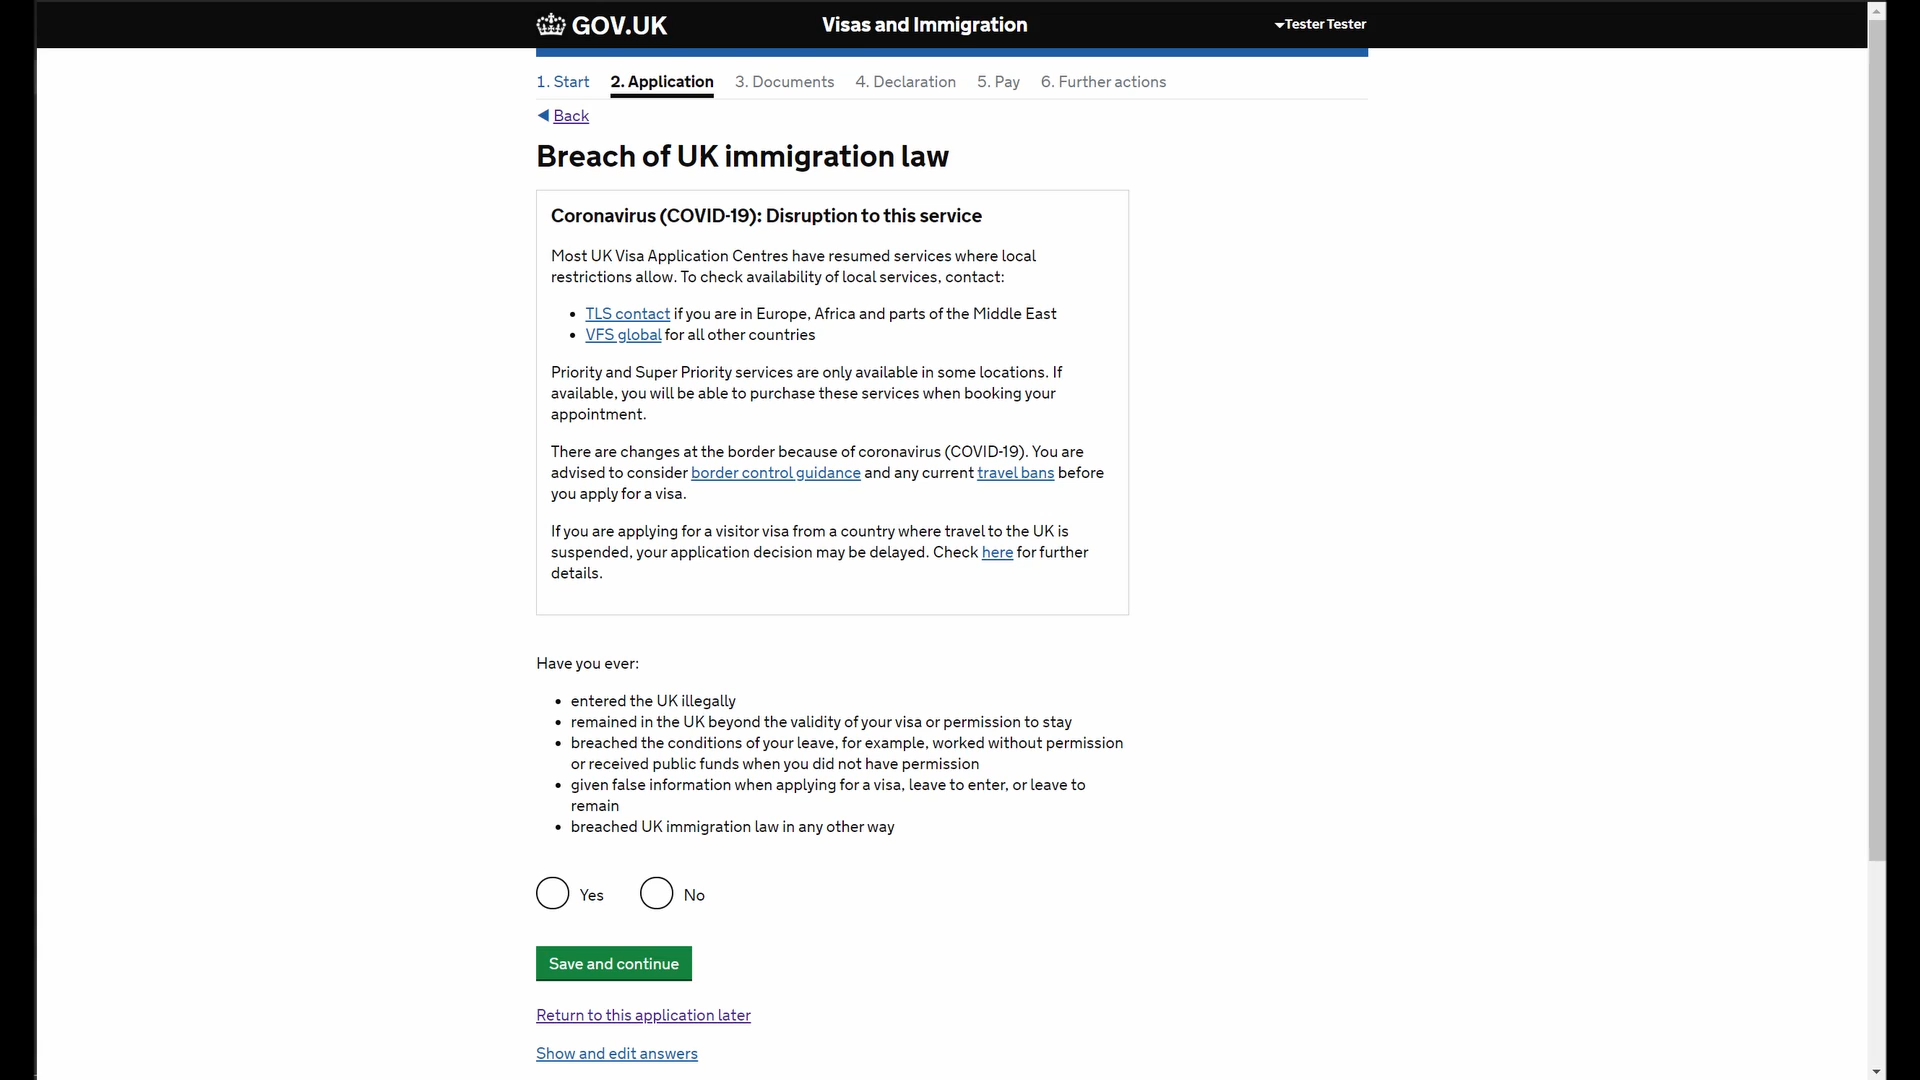 GOV.UK
Visas and Immigration
Tester Tester
1. Start
2. Application
3. Documents
4. Declaration
5. Pay
6. Further actions
Back
Breach of UK immigration law
Coronavirus (COVID-19): Disruption to this service
Most UK Visa Application Centres have resumed services where local
restrictions allow. To check availability of local services, contact:
• TLS contact if you are in Europe, Africa and parts of the Middle East
• VFS global for all other countries
Priority and Super Priority services are only available in some locations. If
available, you will be able to purchase these services when booking your
appointment.
There are changes at the border because of coronavirus (COVID-19). You are
advised to consider border control guidance and any current travel bans before
you apply for a visa.
If you are applying for a visitor visa from a country where travel to the UK is
suspended, your application decision may be delayed. Check here for further
details.
Have you ever:
• entered the UK illegally
• remained in the UK beyond the validity of your visa or permission to stay
• breached the conditions of your leave, for example, worked without permission
or received public funds when you did not have permission
• given false information when applying for a visa, leave to enter, or leave to
remain
• breached UK immigration law in any other way
Yes
No
Save and continue
Return to this application later
Show and edit answers